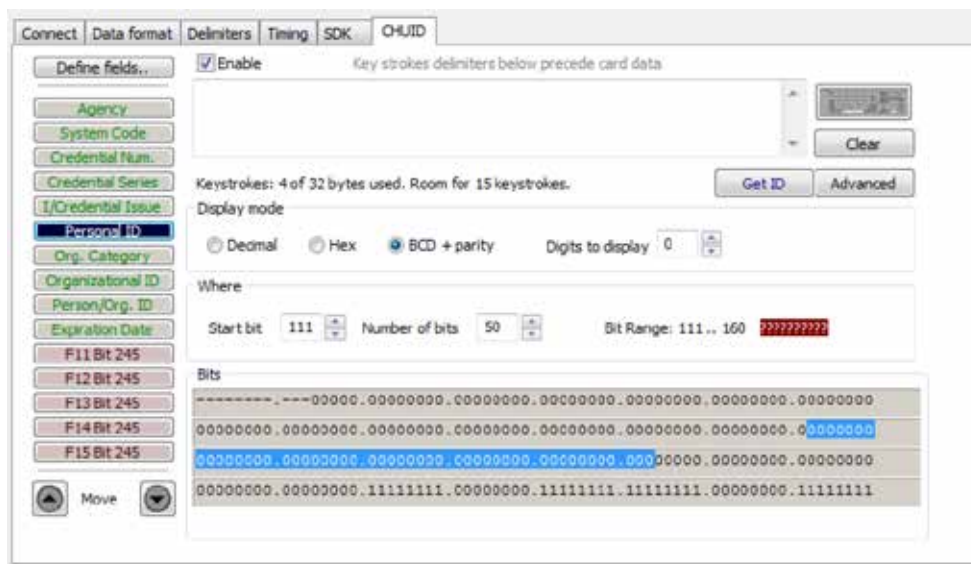 Connect Data format Delimiters Timing SDK CHUID
Define fields..
Enable Key strokes delimiters below precede card data
Agency
System Code
Clear
Credential Num.
Credential Series
Keystrokes: 4 of 32 bytes used. Room for 15 keystrokes. Get ID Advanced
I/Credential Issue
Display mode
Personal ID
Decimal Hex BCD + parity Digits to display 0
Org. Category
Organizational ID
Where
Person/Org. ID
Expiration Date
Start bit 111 Number of bits 50 Bit Range: 111 .. 160 ??????????
F11 Bit 245
F12 Bit 245
Bits
F13 Bit 245
--------.---00000.00000000.00000000.00000000.00000000.00000000.00000000
F14 Bit 245
00000000.00000000.00000000.00000000.00000000.00000000.00000000.00000000
F15 Bit 245
00000000.00000000.00000000.00000000.00000000.00000000.00000000.00000000
Move
00000000.00000000.11111111.00000000.11111111.11111111.00000000.11111111